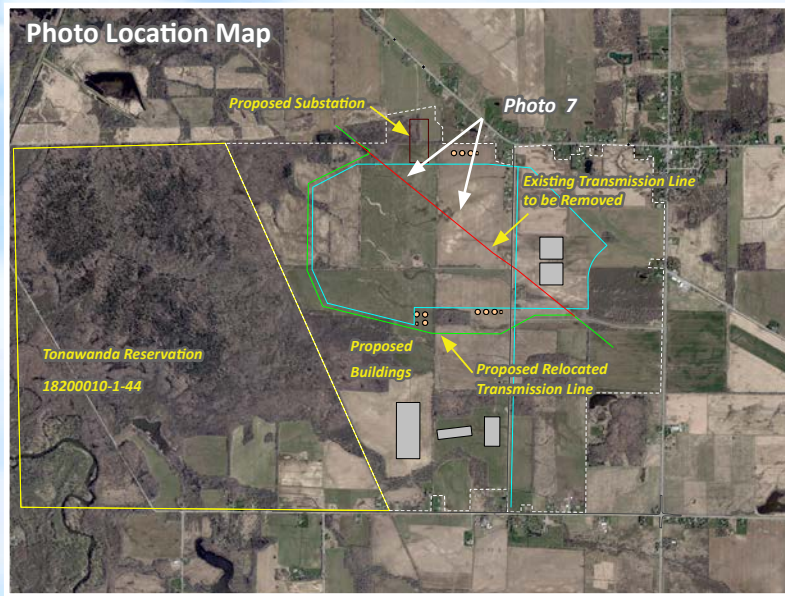 Photo Location Map
Proposed Substation
Photo 7
Existing Transmission Line
to be Removed
Tonawanda Reservation
18200010-1-44
Proposed
Buildings
Proposed Relocated
Transmission Line